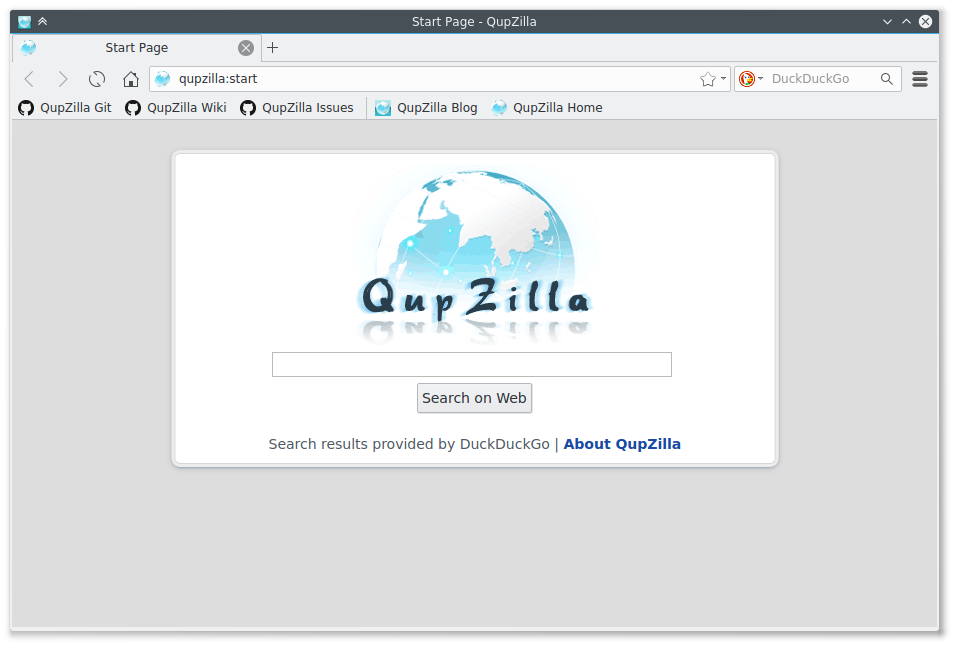 Start Page - QupZilla
Start Page
qupzilla:start DuckDuckGo
QupZilla Git QupZilla Wiki QupZilla Issues QupZilla Blog QupZilla Home
QupZilla
Search on Web
Search results provided by DuckDuckGo | About QupZilla